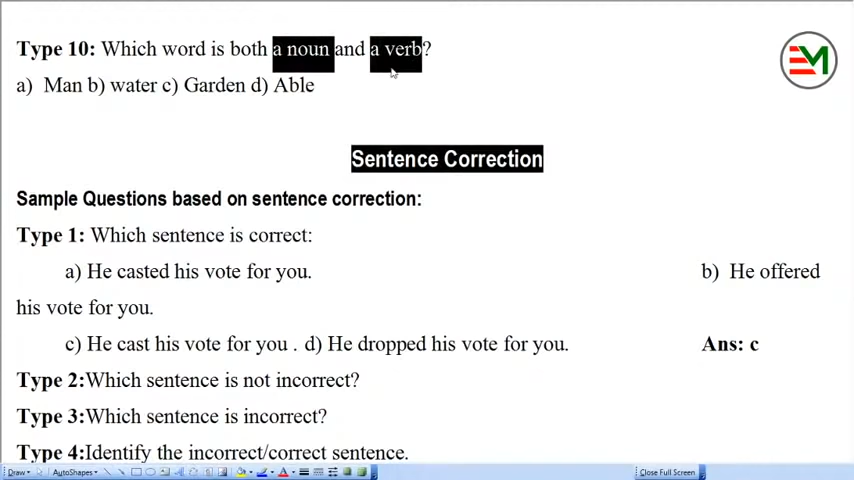 Type 10: Which word is both a noun and a verb?
a) Man b) water c) Garden d) Able
Sentence Correction
Sample Questions based on sentence correction:
Type 1: Which sentence is correct:
a) He casted his vote for you. b) He offered
his vote for you.
c) He cast his vote for you . d) He dropped his vote for you. Ans: c
Type 2:Which sentence is not incorrect?
Type 3:Which sentence is incorrect?
Type 4:Identify the incorrect/correct sentence.
Draw AutoShapes Close Full Screen